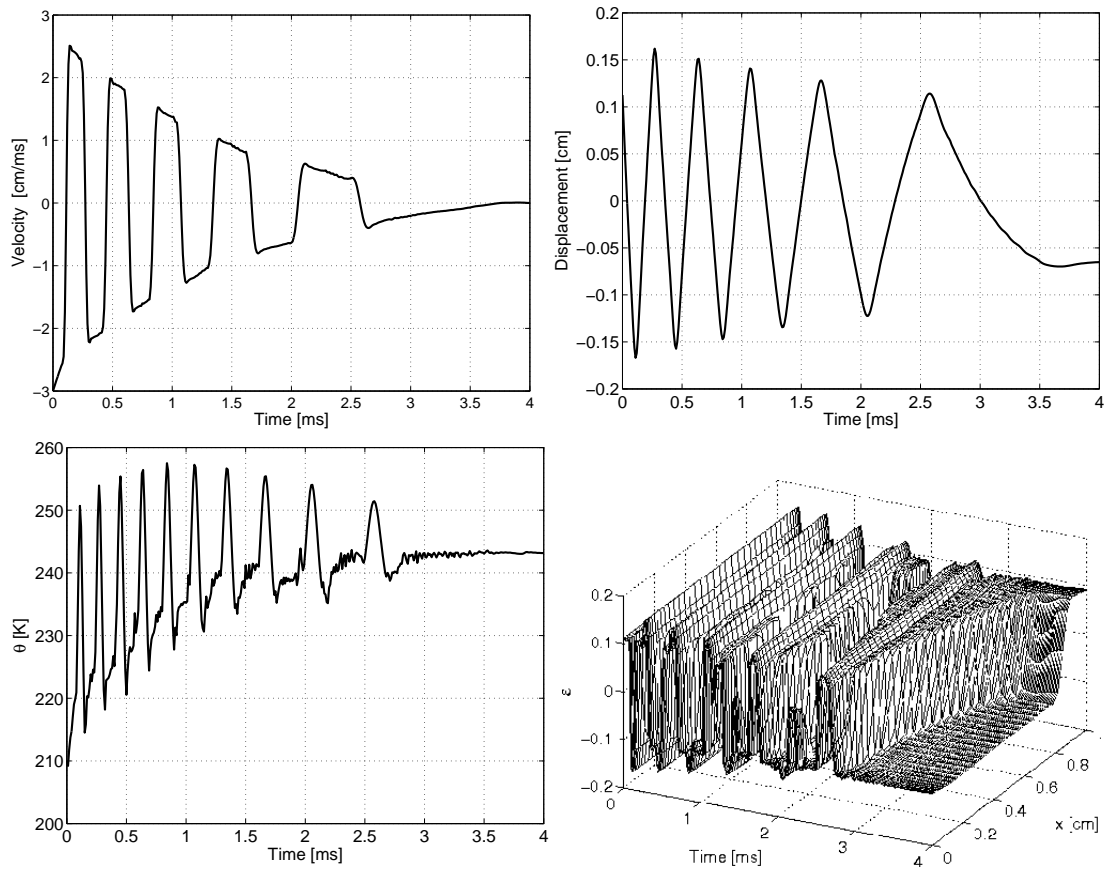 3
2
1
0
−1
−2
−3
0 0.5 1 1.5 2 2.5 3 3.5 4
Velocity [cm/ms]
Time [ms]
0.2
0.15
0.1
0.05
0
−0.05
−0.1
−0.15
−0.2
0 0.5 1 1.5 2 2.5 3 3.5 4
Displacement [cm]
Time [ms]
260
250
240
230
220
210
200
0 0.5 1 1.5 2 2.5 3 3.5 4
θ [K]
Time [ms]
0.2
0.1
0
−0.1
−0.2
ε
0 1 2 3 4
Time [ms]
0 0.2 0.4 0.6 0.8
x [cm]